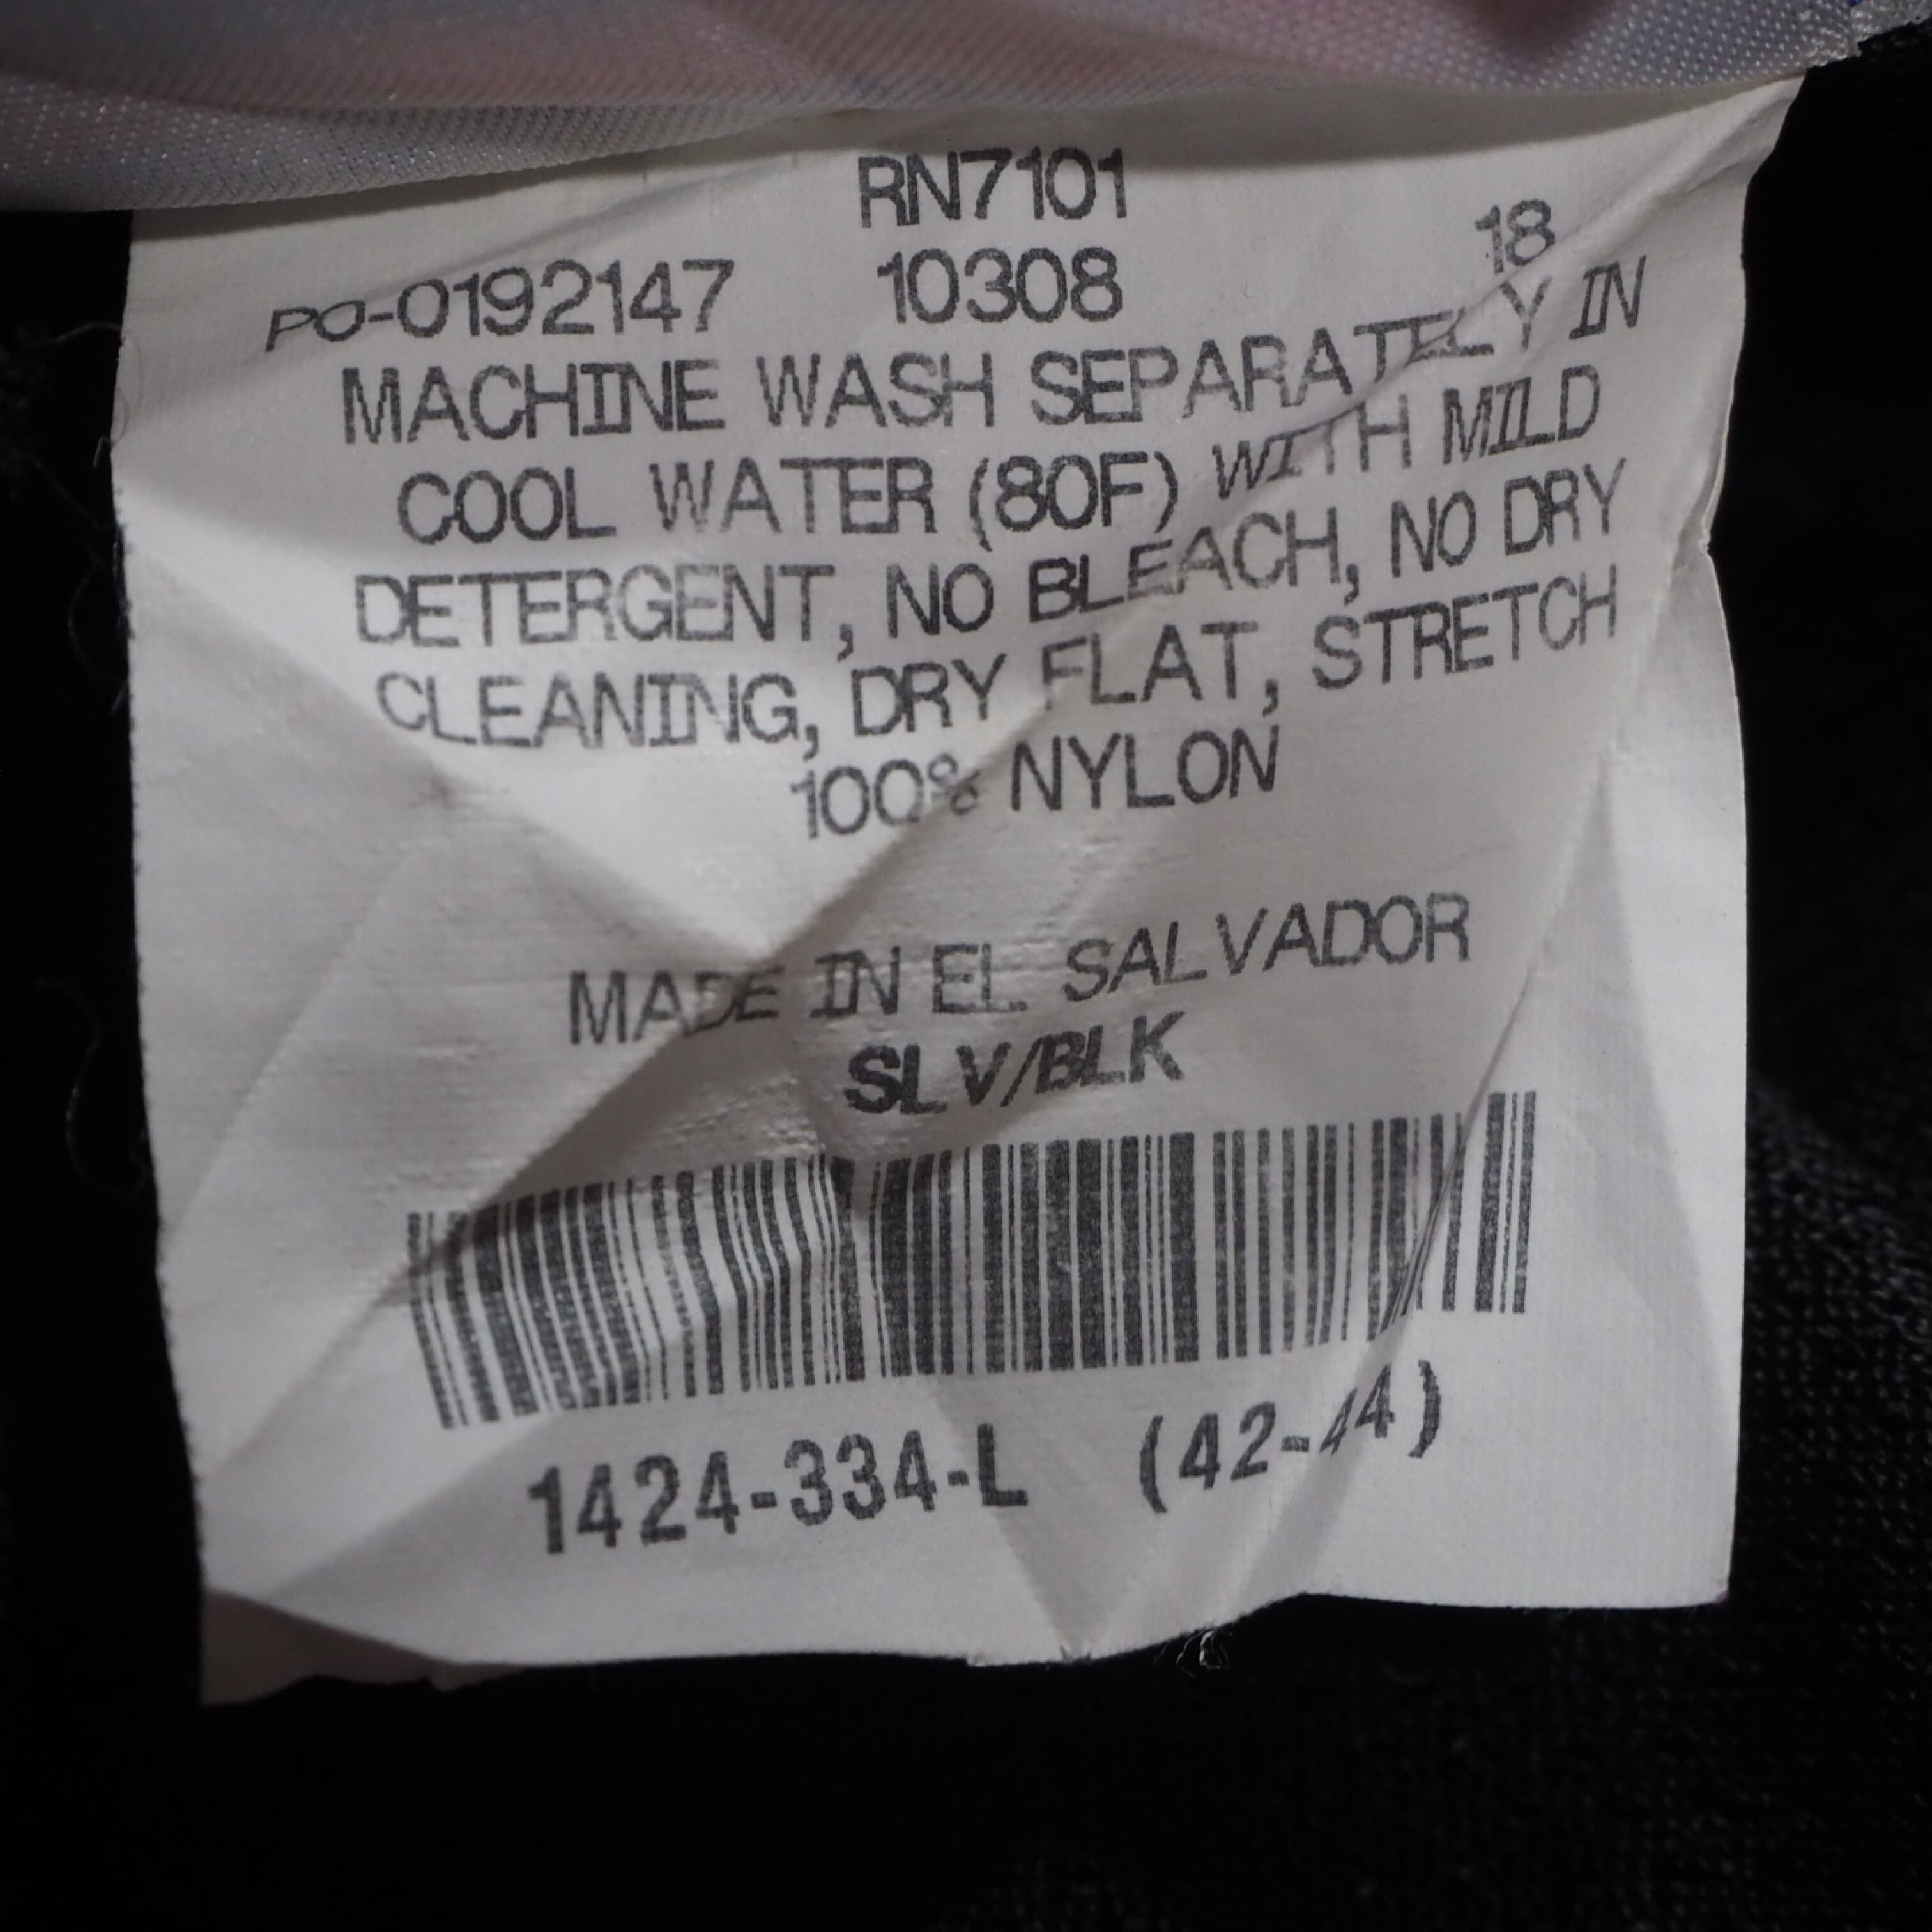 RN7101
PO-0192147 10308 18
MACHINE WASH SEPARATELY IN
COOL WATER (80F) WITH MILD
DETERGENT, NO BLEACH, NO DRY
CLEANING, DRY FLAT, STRETCH
100% NYLON
MADE IN EL SALVADOR
SLV/BLK
1424-334-L (42-44)